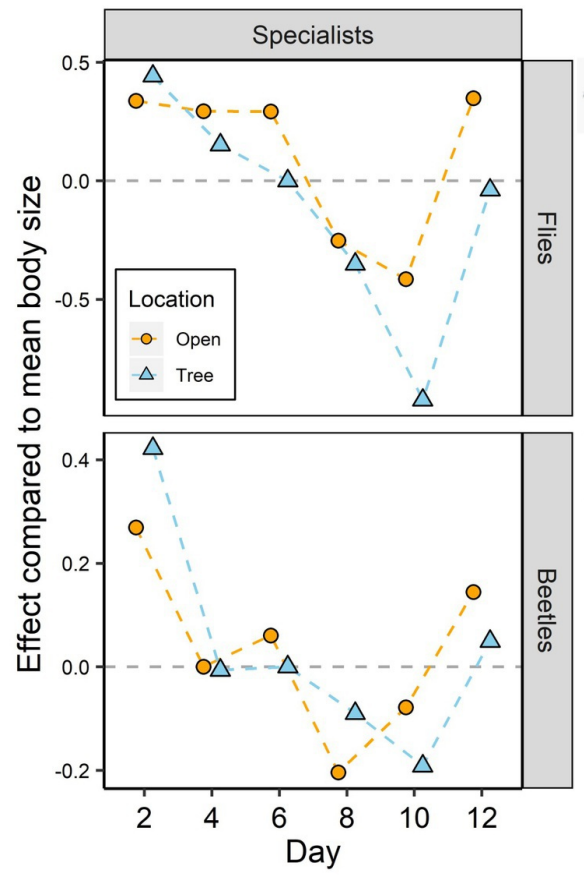 Specialists
0.5
0.0
-0.5
Flies
Location
Open
Tree
Effect compared to mean body size
0.4
0.2
0.0
-0.2
Beetles
2 4 6 8 10 12
Day